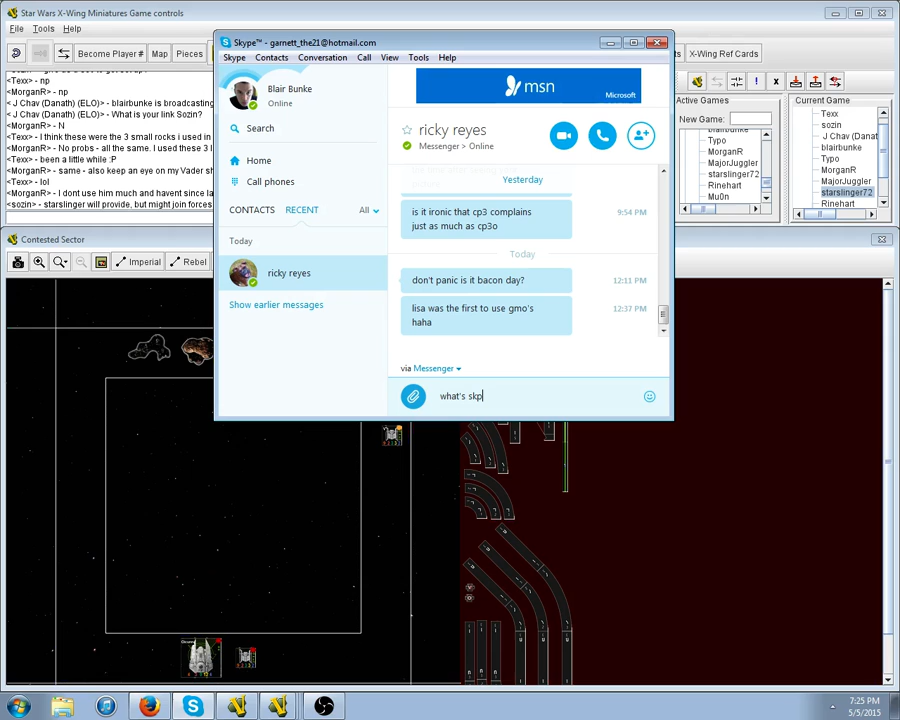 Star Wars X-Wing Miniatures Game controls
File Tools Help
Become Player # Map Pieces
X-Wing Ref Cards
<Texx> - np
<MorganR> - np
< J Chav (Danath) (ELO)> - blairbunke is broadcasting
< J Chav (Danath) (ELO)> - What is your link Sozin?
<MorganR> - N
<Texx> - I think these were the 3 small rocks i used in
<MorganR> - No probs - all the same. I used these 3 l
<Texx> - been a little while :P
<MorganR> - same - also keep an eye on my Vader sh
<Texx> - lol
<MorganR> - I dont use him much and havent since la
<sozin> - starslinger will provide, but might join forces
Skype™ - garnett_the21@hotmail.com
Skype Contacts Conversation Call View Tools Help
Blair Bunke
Online
Search
Home
Call phones
CONTACTS RECENT All
Today
ricky reyes
Show earlier messages
msn
Microsoft
ricky reyes
Messenger > Online
Yesterday
is it ironic that cp3 complains
just as much as cp3o
9:54 PM
Today
don't panic is it bacon day?
12:11 PM
lisa was the first to use gmo's
haha
12:37 PM
via Messenger
what's skp
Active Games
New Game:
blairbunke
Typo
MorganR
MajorJuggler
starslinger72
Rinehart
Mu0n
Current Game
Texx
sozin
J Chav (Danat
blairbunke
Typo
MorganR
MajorJuggler
starslinger72
Rinehart
Contested Sector
Imperial Rebel
7:25 PM
5/5/2015